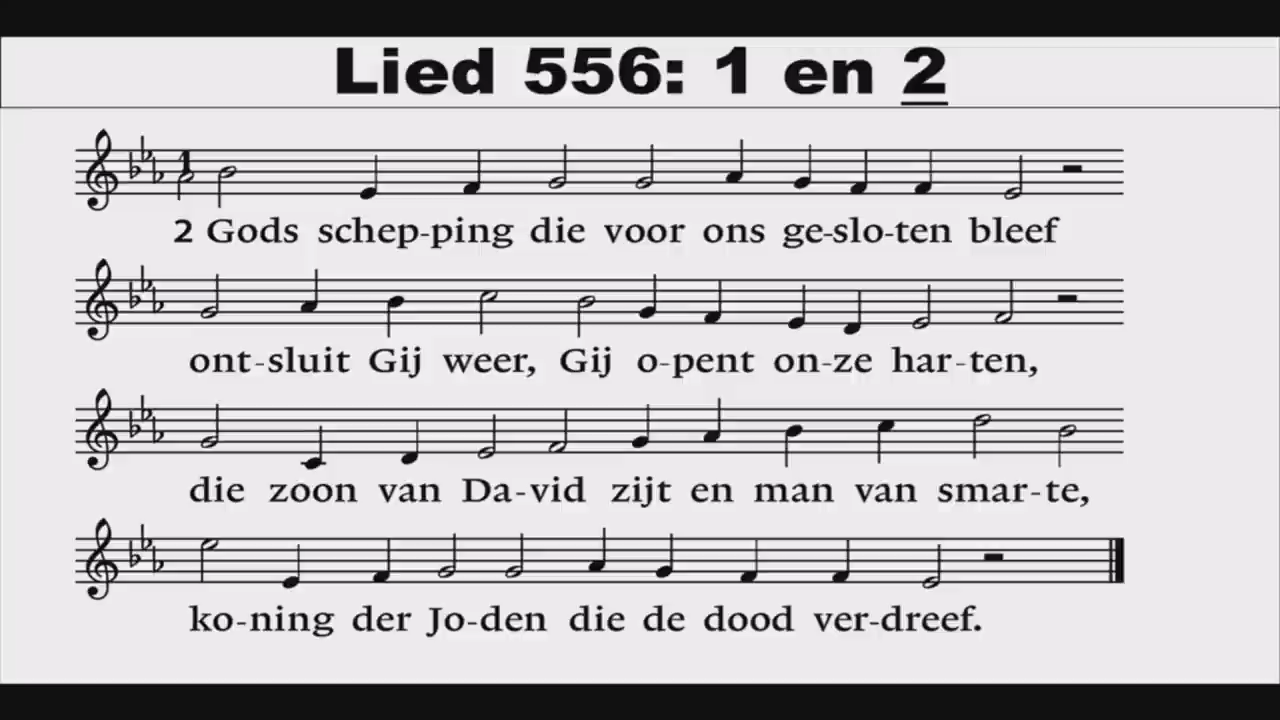 Lied 556: 1 en 2
1
2 Gods schep-ping die voor ons ge-slo-ten bleef
ont-sluit Gij weer, Gij o-pent on-ze har-ten,
die zoon van Da-vid zijt en man van smar-te,
ko-ning der Jo-den die de dood ver-dreef.